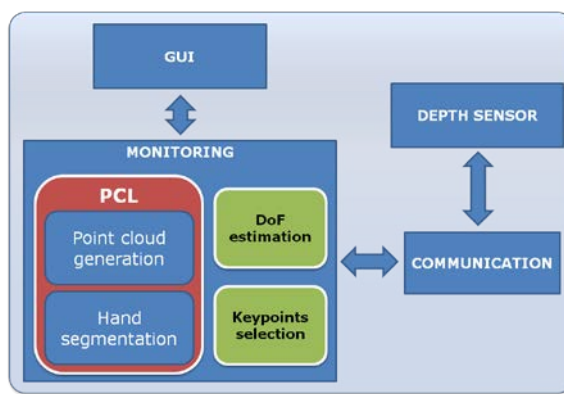 GUI
DEPTH SENSOR
MONITORING
PCL
Point cloud
generation
DoF
estimation
COMMUNICATION
Hand
segmentation
Keypoints
selection